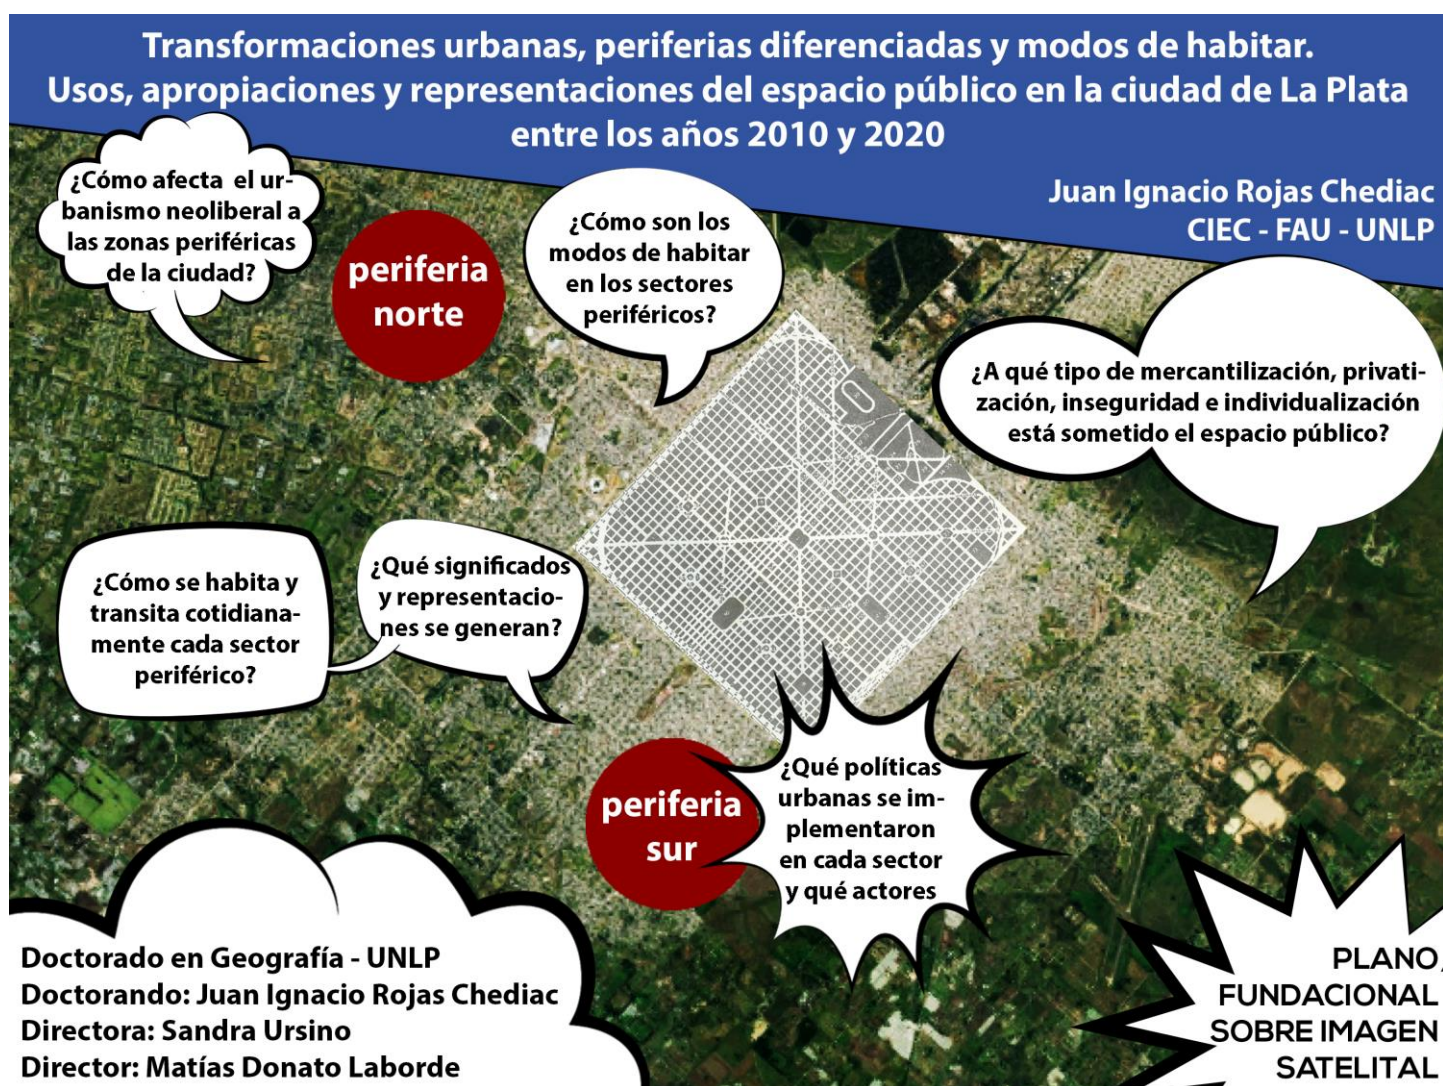 Transformaciones urbanas, periferias diferenciadas y modos de habitar.
Usos, apropiaciones y representaciones del espacio público en la ciudad de La Plata
entre los años 2010 y 2020
Juan Ignacio Rojas Chediac
CIEC - FAU - UNLP
¿Cómo afecta el ur-
banismo neoliberal a
las zonas periféricas
de la ciudad?
periferia
norte
¿Cómo son los
modos de habitar
en los sectores
periféricos?
¿A qué tipo de mercantilización, privati-
zación, inseguridad e individualización
está sometido el espacio público?
¿Cómo se habita y
transita cotidiana-
mente cada sector
periférico?
¿Qué significados
y representacio-
nes se generan?
periferia
sur
¿Qué políticas
urbanas se im-
plementaron
en cada sector
y qué actores
Doctorado en Geografía - UNLP
Doctorando: Juan Ignacio Rojas Chediac
Directora: Sandra Ursino
Director: Matías Donato Laborde
PLANO
FUNDACIONAL
SOBRE IMAGEN
SATELITAL